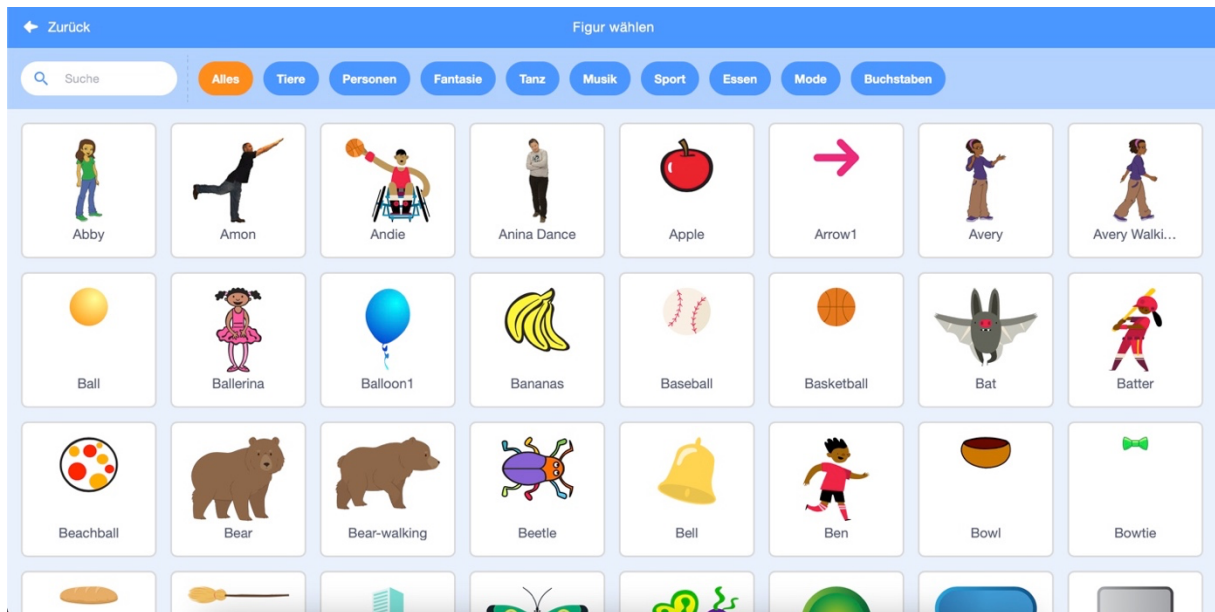 Zurück
Figur wählen
Suche
Alles Tiere Personen Fantasie Tanz Musik Sport Essen Mode Buchstaben
Abby Amon Andie Anina Dance Apple Arrow1 Avery Avery Walki...
Ball Ballerina Balloon1 Bananas Baseball Basketball Bat Batter
Beachball Bear Bear-walking Beetle Bell Ben Bowl Bowtie